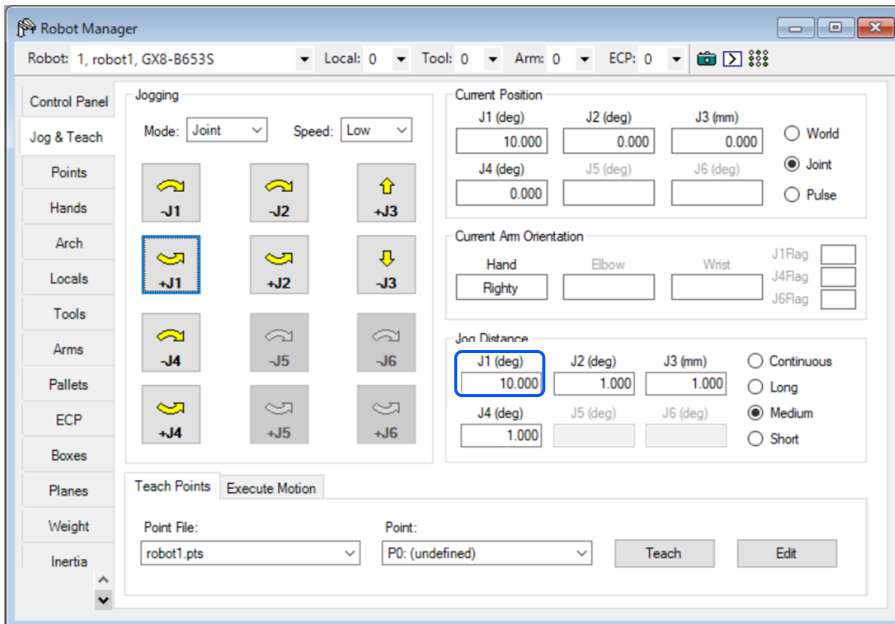 Robot Manager
Robot: 1, robot1, GX8-B653S Local: 0 Tool: 0 Arm: 0 ECP: 0
Control Panel
Jog & Teach
Points
Hands
Arch
Locals
Tools
Arms
Pallets
ECP
Boxes
Planes
Weight
Inertia
Jogging
Mode: Joint Speed: Low
-J1 -J2 +J3
+J1 +J2 -J3
-J4 -J5 -J6
+J4 +J5 +J6
Current Position
J1 (deg) J2 (deg) J3 (mm)
10.000 0.000 0.000
J4 (deg) J5 (deg) J6 (deg)
0.000
World
Joint
Pulse
Current Arm Orientation
Hand Elbow Wrist
Righty
J1Flag
J4Flag
J6Flag
Jog Distance
J1 (deg) J2 (deg) J3 (mm)
10.000 1.000 1.000
J4 (deg) J5 (deg) J6 (deg)
1.000
Continuous
Long
Medium
Short
Teach Points Execute Motion
Point File: Point:
robot1.pts P0: (undefined) Teach Edit